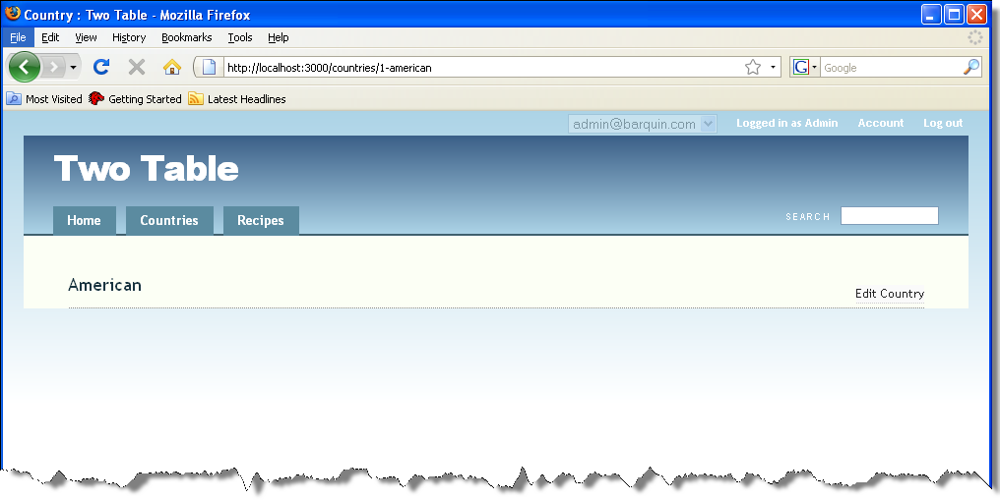 Country : Two Table - Mozilla Firefox
File Edit View History Bookmarks Tools Help
http://localhost:3000/countries/1-american
G Google
Most Visited Getting Started Latest Headlines
admin@barquin.com Logged in as Admin Account Log out
Two Table
Home Countries Recipes
SEARCH
American
Edit Country